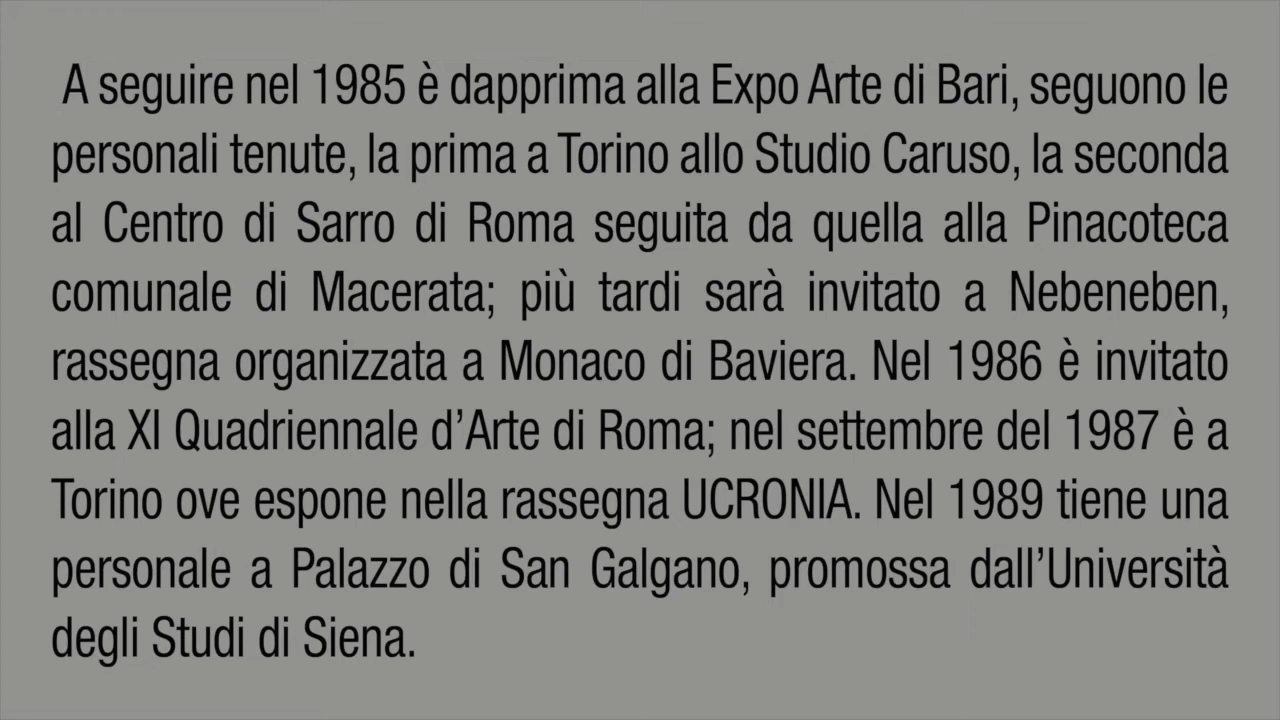 A seguire nel 1985 è dapprima alla Expo Arte di Bari, seguono le
personali tenute, la prima a Torino allo Studio Caruso, la seconda
al Centro di Sarro di Roma seguita da quella alla Pinacoteca
comunale di Macerata; più tardi sarà invitato a Nebeneben,
rassegna organizzata a Monaco di Baviera. Nel 1986 è invitato
alla XI Quadriennale d’Arte di Roma; nel settembre del 1987 è a
Torino ove espone nella rassegna UCRONIA. Nel 1989 tiene una
personale a Palazzo di San Galgano, promossa dall’Università
degli Studi di Siena.